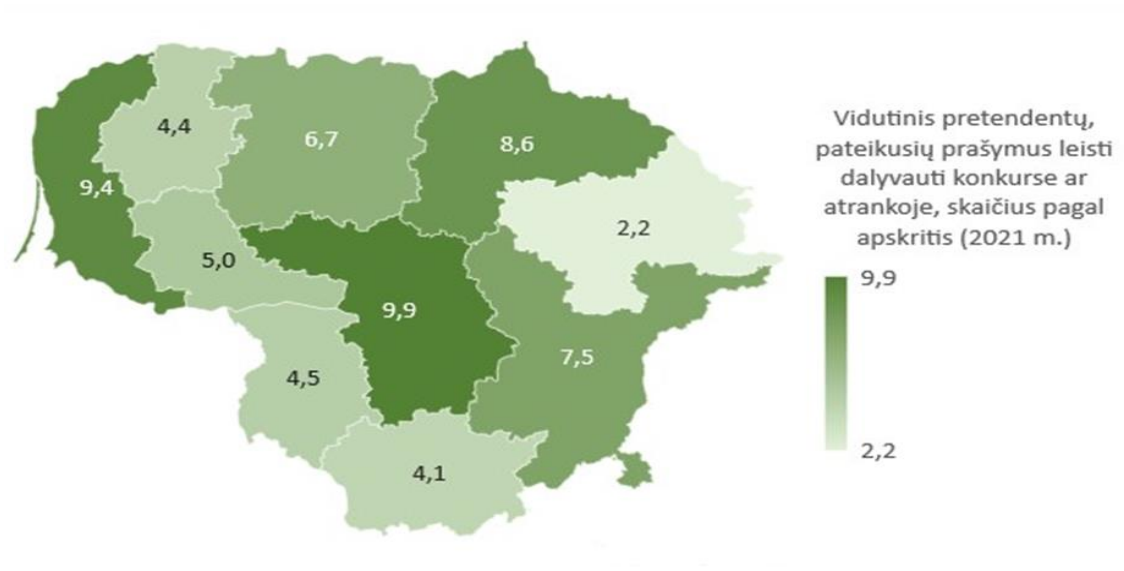 4,4
6,7
8,6
9,4
2,2
5,0
9,9
7,5
4,5
4,1
Vidutinis pretendentų,
pateikusių prašymus leisti
dalyvauti konkurse ar
atrankoje, skaičius pagal
apskritis (2021 m.)
9,9
2,2